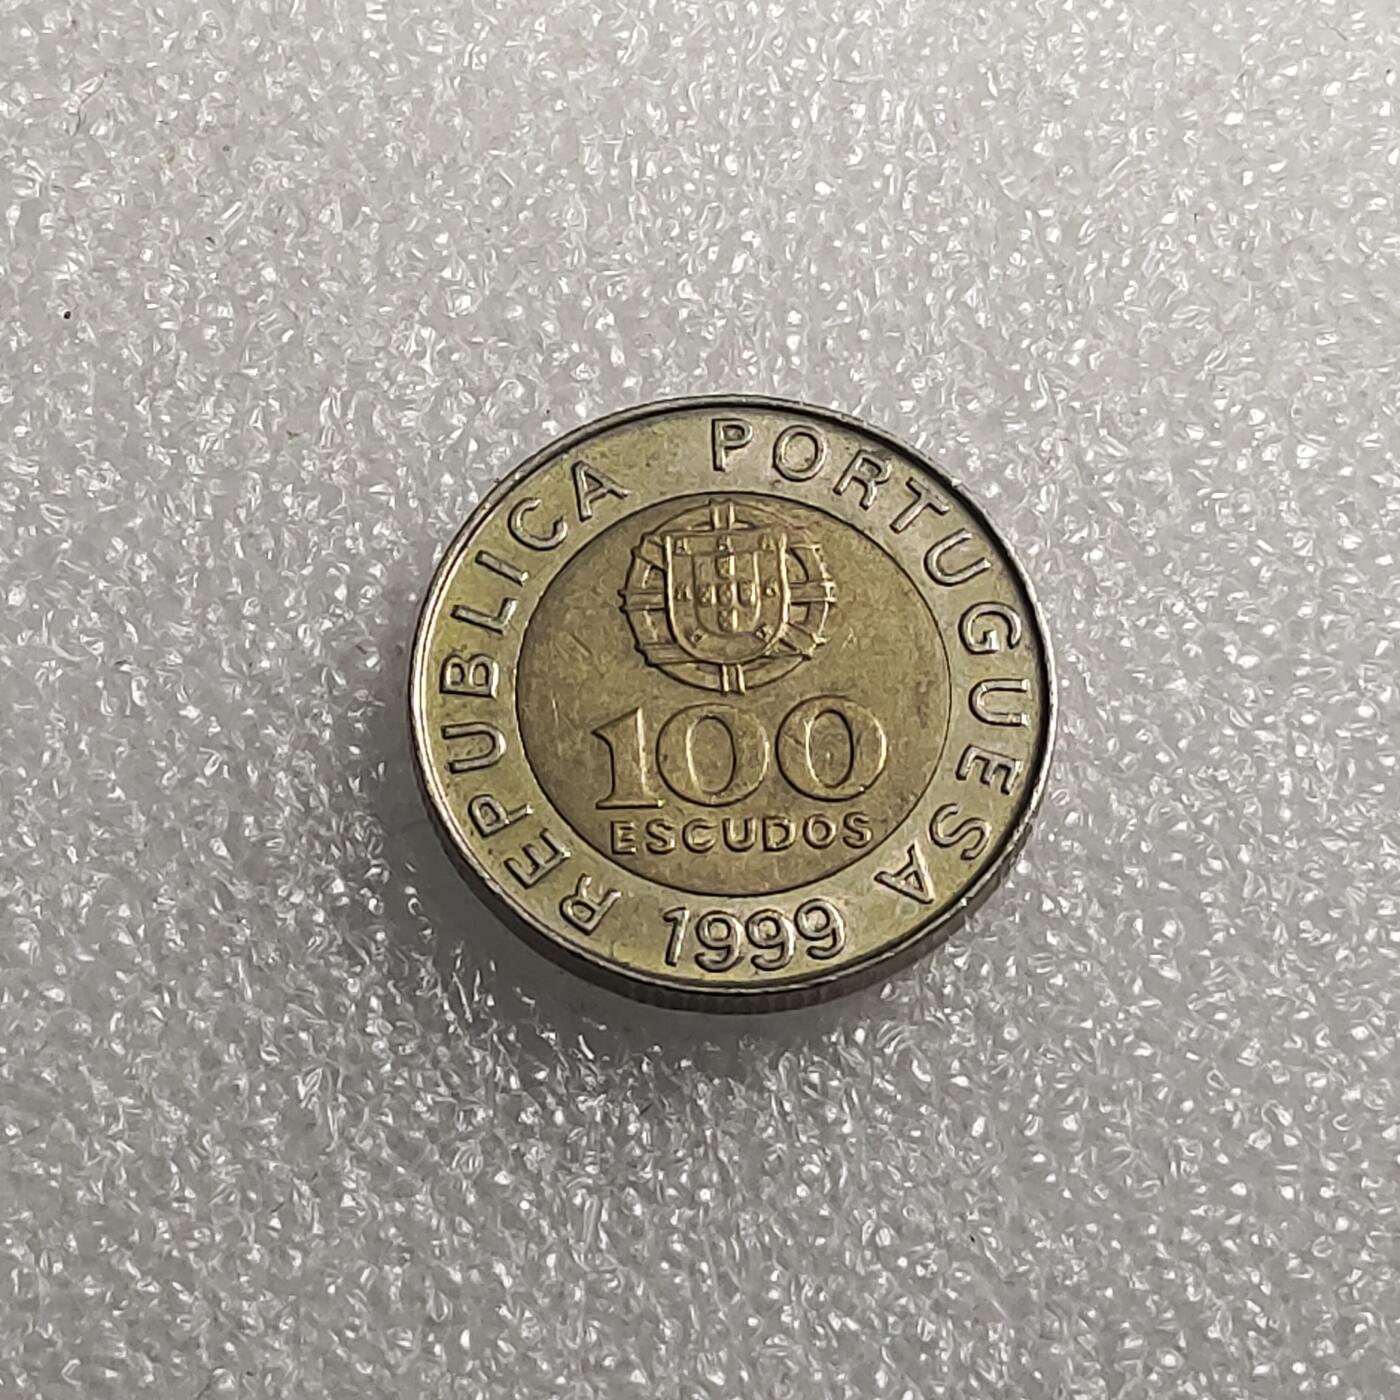 REPUBLICA PORTUGUESA
100
ESCUDOS
1999